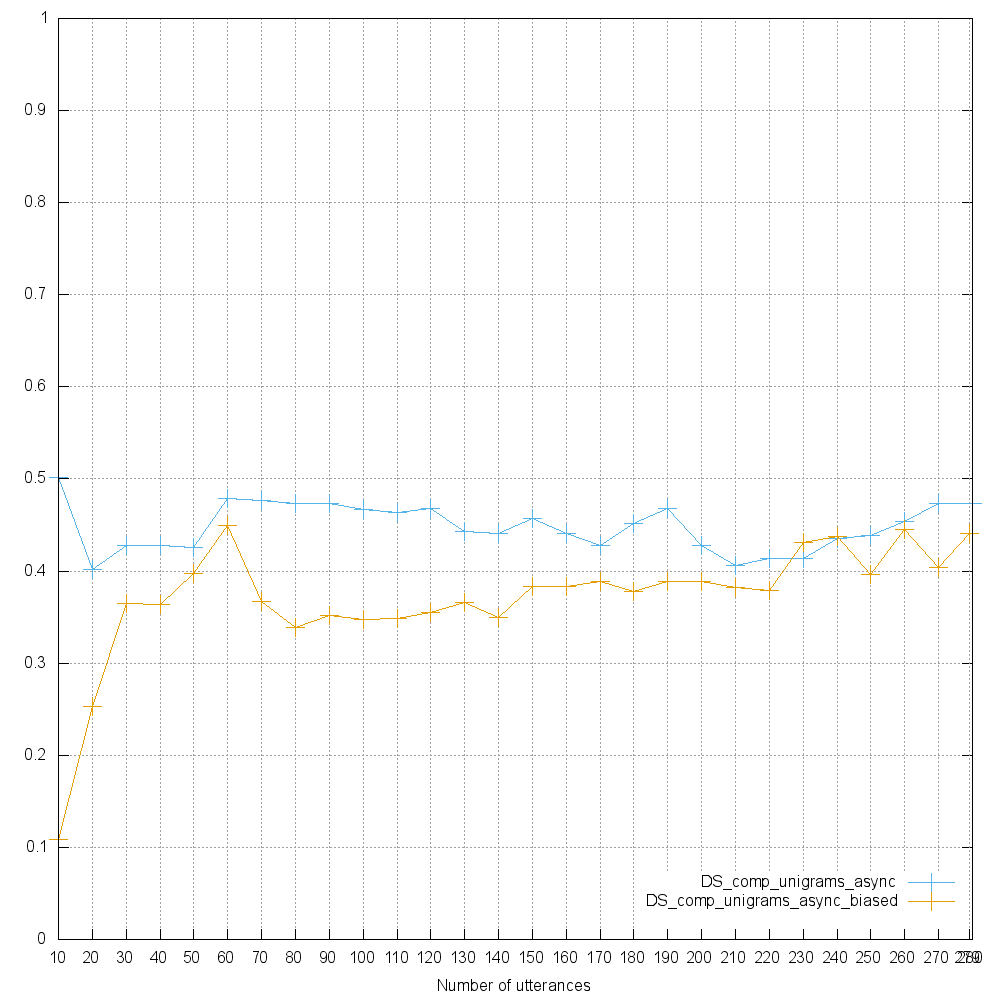 1
0.9
0.8
0.7
0.6
0.5
0.4
0.3
0.2
0.1
0
DS_comp_unigrams_async
DS_comp_unigrams_async_biased
10 20 30 40 50 60 70 80 90 100 110 120 130 140 150 160 170 180 190 200 210 220 230 240 250 260 270 279 280
Number of utterances